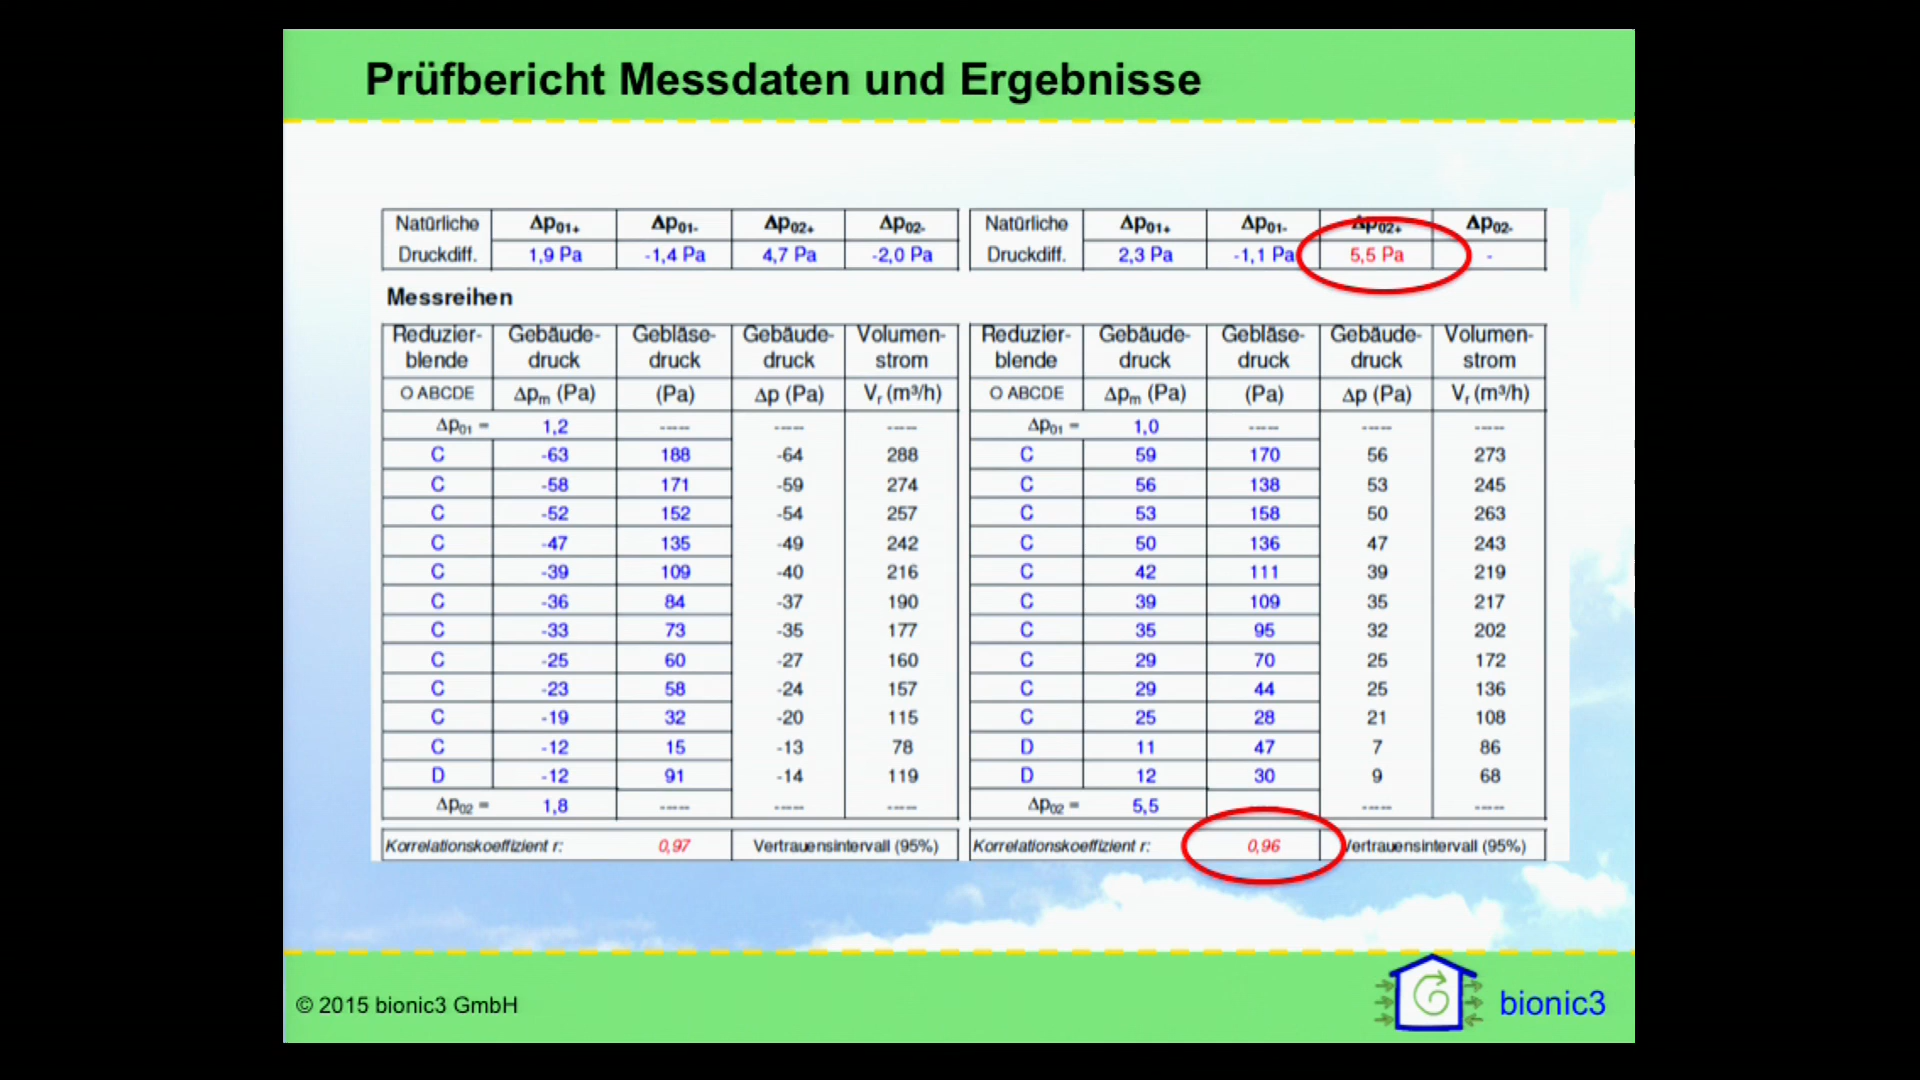 Prüfbericht Messdaten und Ergebnisse
Natürliche Δp01+ Δp01- Δp02+ Δp02- Natürliche Δp01+ Δp01- Δp02+ Δp02-
Druckdiff. 1,9 Pa -1,4 Pa 4,7 Pa -2,0 Pa Druckdiff. 2,3 Pa -1,1 Pa 5,5 Pa -
Messreihen
Reduzier- Gebäude- Gebläse- Gebäude- Volumen- Reduzier- Gebäude- Gebläse- Gebäude- Volumen-
blende druck druck druck strom blende druck druck druck strom
O ABCDE Δpm (Pa) (Pa) Δp (Pa) Vr (m³/h) O ABCDE Δpm (Pa) (Pa) Δp (Pa) Vr (m³/h)
Δp01 = 1,2 ---- ---- ---- Δp01 = 1,0 ---- ---- ----
C -63 188 -64 288 C 59 170 56 273
C -58 171 -59 274 C 56 138 53 245
C -52 152 -54 257 C 53 158 50 263
C -47 135 -49 242 C 50 136 47 243
C -39 109 -40 216 C 42 111 39 219
C -36 84 -37 190 C 39 109 35 217
C -33 73 -35 177 C 35 95 32 202
C -25 60 -27 160 C 29 70 25 172
C -23 58 -24 157 C 29 44 25 136
C -19 32 -20 115 C 25 28 21 108
C -12 15 -13 78 D 11 47 7 86
D -12 91 -14 119 D 12 30 9 68
Δp02 = 1,8 ---- ---- ---- Δp02 = 5,5 ---- ---- ----
Korrelationskoeffizient r: 0,97 Vertrauensintervall (95%) Korrelationskoeffizient r: 0,96 Vertrauensintervall (95%)
© 2015 bionic3 GmbH
bionic3